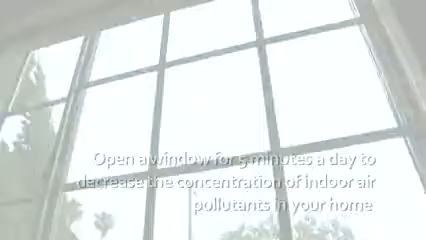 Open a window for 5 minutes a day to
decrease the concentration of indoor air
pollutants in your home